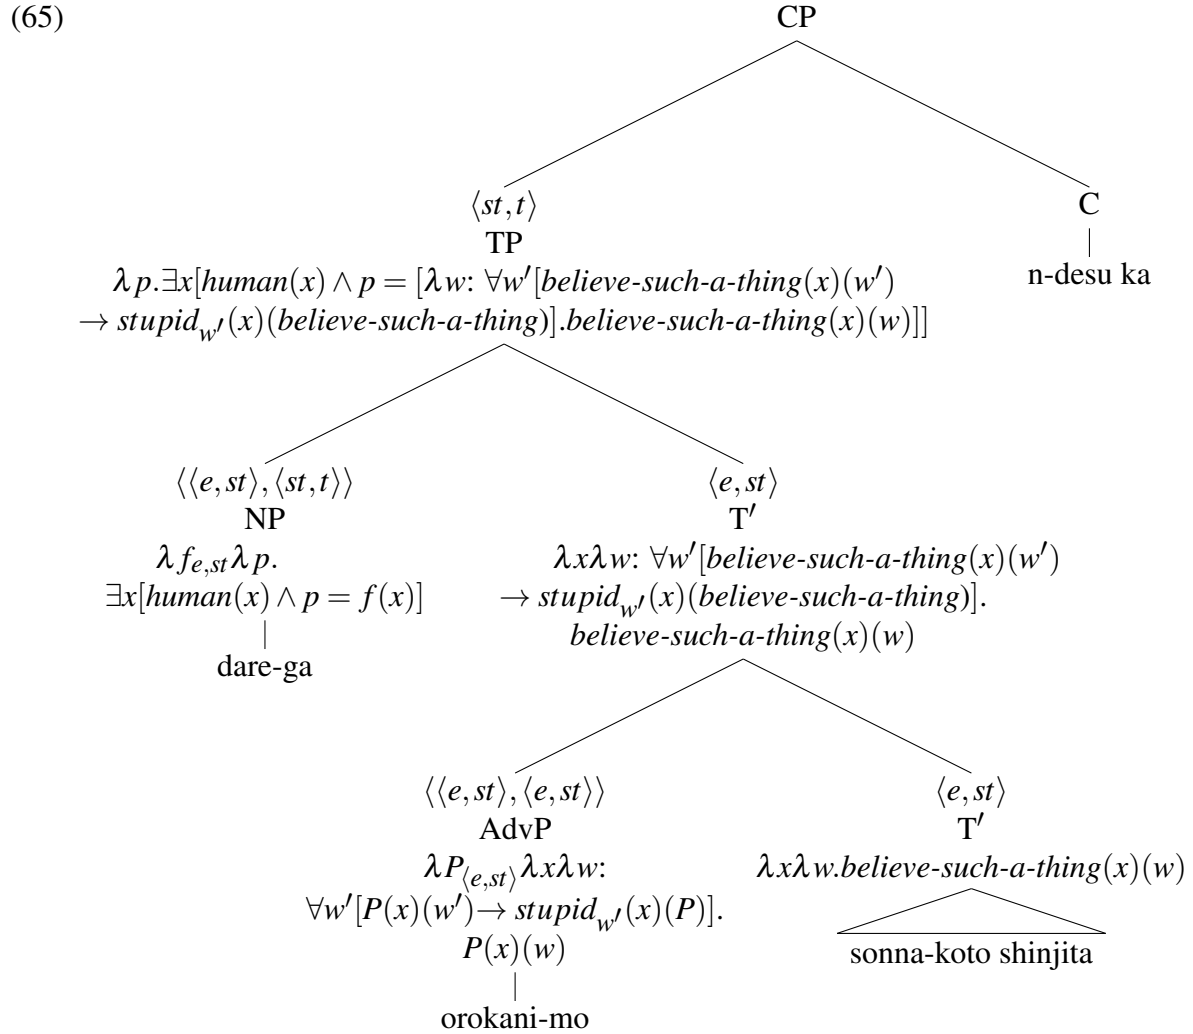 (65)
CP
⟨st,t⟩
TP
λp.∃x[human(x) ∧ p = [λw: ∀w′[believe-such-a-thing(x)(w′)
→ stupid_w′(x)(believe-such-a-thing)].believe-such-a-thing(x)(w)]]
C
n-desu ka
⟨⟨e,st⟩,⟨st,t⟩⟩
NP
λf_e,st λp.
∃x[human(x) ∧ p = f(x)]
dare-ga
⟨e,st⟩
T′
λxλw: ∀w′[believe-such-a-thing(x)(w′)
→ stupid_w′(x)(believe-such-a-thing)].
believe-such-a-thing(x)(w)
⟨⟨e,st⟩,⟨e,st⟩⟩
AdvP
λP_⟨e,st⟩λxλw:
∀w′[P(x)(w′)→ stupid_w′(x)(P)].
P(x)(w)
orokani-mo
⟨e,st⟩
T′
λxλw.believe-such-a-thing(x)(w)
sonna-koto shinjita